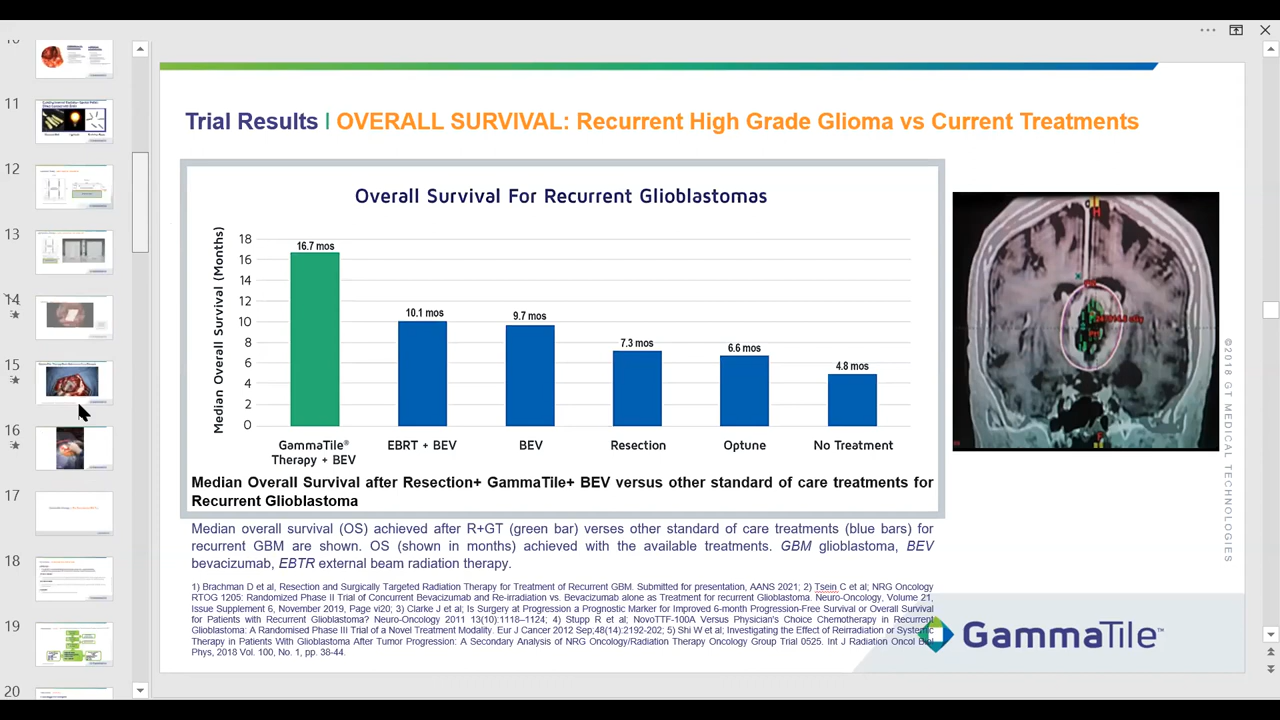 Trial Results | OVERALL SURVIVAL: Recurrent High Grade Glioma vs Current Treatments
Overall Survival For Recurrent Glioblastomas
Median Overall Survival (Months)
18
16
14
12
10
8
6
4
2
0
16.7 mos
10.1 mos
9.7 mos
7.3 mos
6.6 mos
4.8 mos
GammaTile® Therapy + BEV
EBRT + BEV
BEV
Resection
Optune
No Treatment
Median Overall Survival after Resection+ GammaTile+ BEV versus other standard of care treatments for
Recurrent Glioblastoma
Median overall survival (OS) achieved after R+GT (green bar) verses other standard of care treatments (blue bars) for
recurrent GBM are shown. OS (shown in months) achieved with the available treatments. GBM glioblastoma, BEV
bevscizumab, EBTR external beam radiation therapy
1) Brachman D et al, Resection and Surgically Targeted Radiation Therapy for Treatment of Recurrent GBM. Submitted for presentation, AANS 2021; 2) Tsein C et al; NRG Oncology
RTOG 1205: Randomized Phase II Trial of Concurrent Bevacizumab and Re-irradiation vs. Bevacizumab alone as Treatment for recurrent Glioblastoma. Neuro-Oncology, Volume 21,
Issue Supplement 6, November 2019, Page vi20; 3) Clarke J et al; Is Surgery at Progression a Prognostic Marker for Improved 6-month Progression-Free Survival or Overall Survival
for Patients with Recurrent Glioblastoma? Neuro-Oncology 2011 13(10):1118–1124; 4) Stupp R et al; NovoTTF-100A Versus Physician's Choice Chemotherapy in Recurrent
Glioblastoma: A Randomised Phase III Trial of a Novel Treatment Modality. Eur J Cancer 2012 Sep;48(14):2192-202; 5) Shi W et al; Investigating the Effect of Reirradiation or Systemic
Therapy in Patients With Glioblastoma After Tumor Progression: A Secondary Analysis of NRG Oncology/Radiation Therapy Oncology Group Trial 0525. Int J Radiation Oncol Biol
Phys, 2018 Vol. 100, No. 1, pp. 38-44.
GammaTile™
©2018 GT MEDICAL TECHNOLOGIES
11
12
13
14
15
16
17
18
19
20